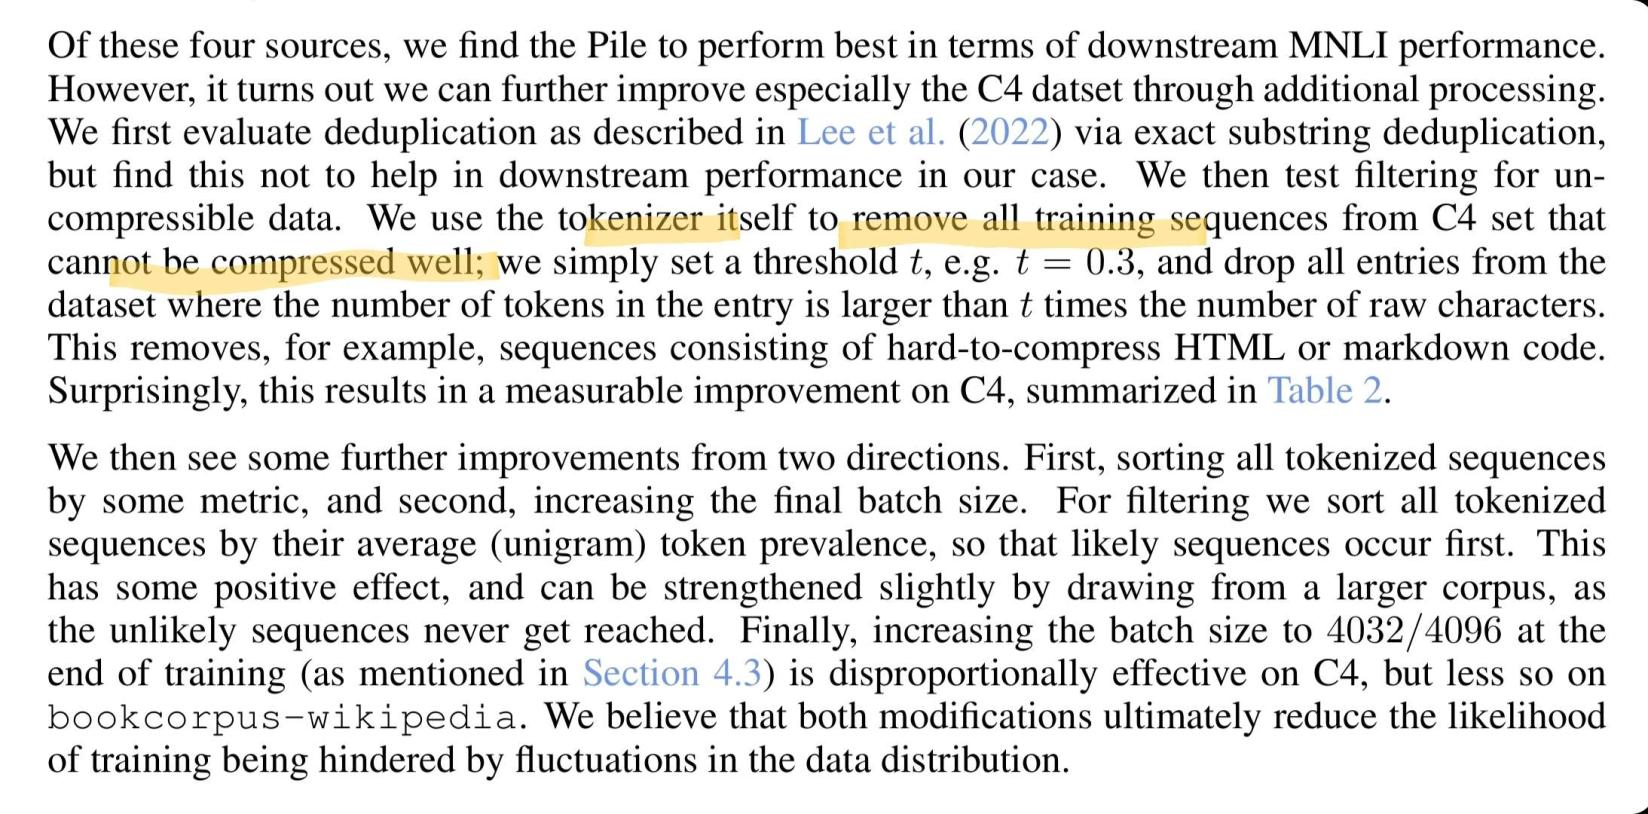 Of these four sources, we find the Pile to perform best in terms of downstream MNLI performance.
However, it turns out we can further improve especially the C4 datset through additional processing.
We first evaluate deduplication as described in Lee et al. (2022) via exact substring deduplication,
but find this not to help in downstream performance in our case. We then test filtering for un-
compressible data. We use the tokenizer itself to remove all training sequences from C4 set that
cannot be compressed well; we simply set a threshold t, e.g. t = 0.3, and drop all entries from the
dataset where the number of tokens in the entry is larger than t times the number of raw characters.
This removes, for example, sequences consisting of hard-to-compress HTML or markdown code.
Surprisingly, this results in a measurable improvement on C4, summarized in Table 2.
We then see some further improvements from two directions. First, sorting all tokenized sequences
by some metric, and second, increasing the final batch size. For filtering we sort all tokenized
sequences by their average (unigram) token prevalence, so that likely sequences occur first. This
has some positive effect, and can be strengthened slightly by drawing from a larger corpus, as
the unlikely sequences never get reached. Finally, increasing the batch size to 4032/4096 at the
end of training (as mentioned in Section 4.3) is disproportionally effective on C4, but less so on
bookcorpus-wikipedia. We believe that both modifications ultimately reduce the likelihood
of training being hindered by fluctuations in the data distribution.